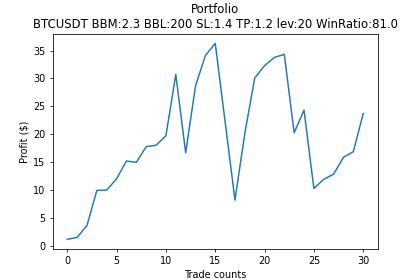 Portfolio
BTCUSDT BBM:2.3 BBL:200 SL:1.4 TP:1.2 lev:20 WinRatio:81.0
35
30
25
20
15
10
5
0
Profit ($)
0 5 10 15 20 25 30
Trade counts